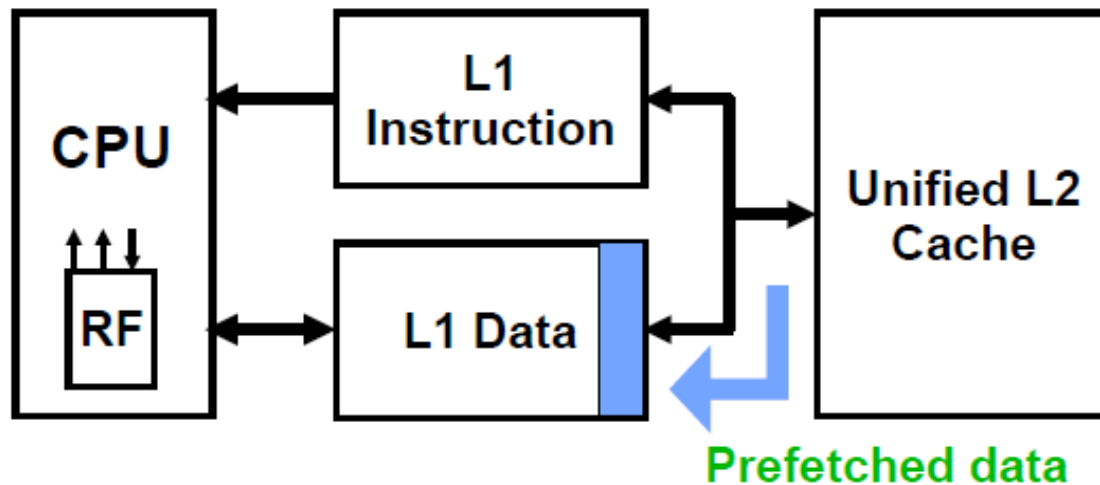 CPU
RF
L1
Instruction
L1 Data
Unified L2
Cache
Prefetched data